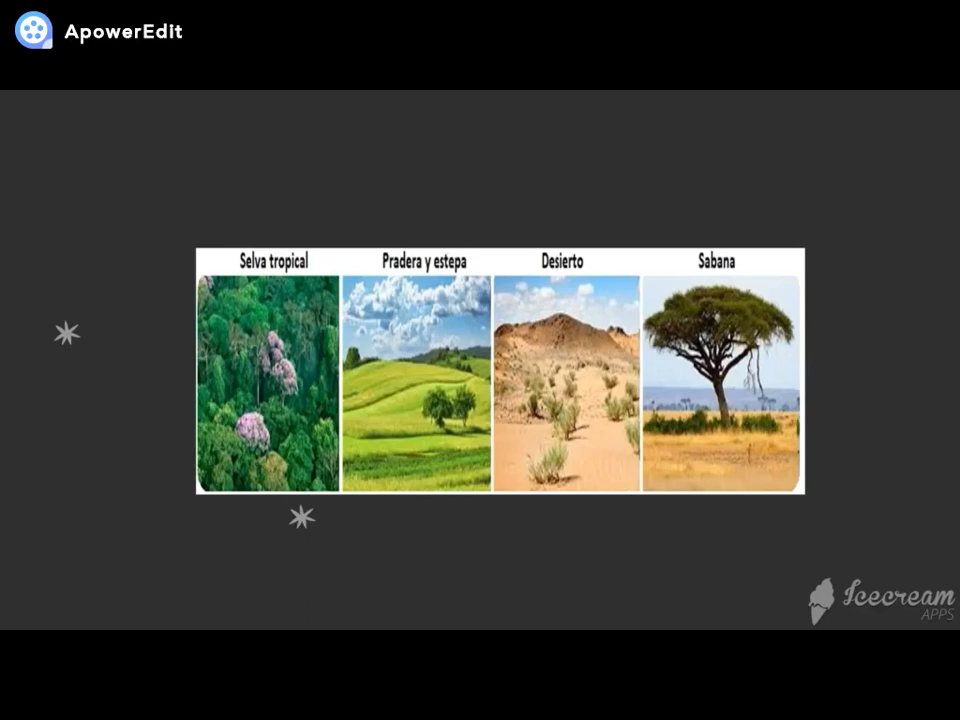 ApowerEdit
Selva tropical
Pradera y estepa
Desierto
Sabana
Icecream
APPS